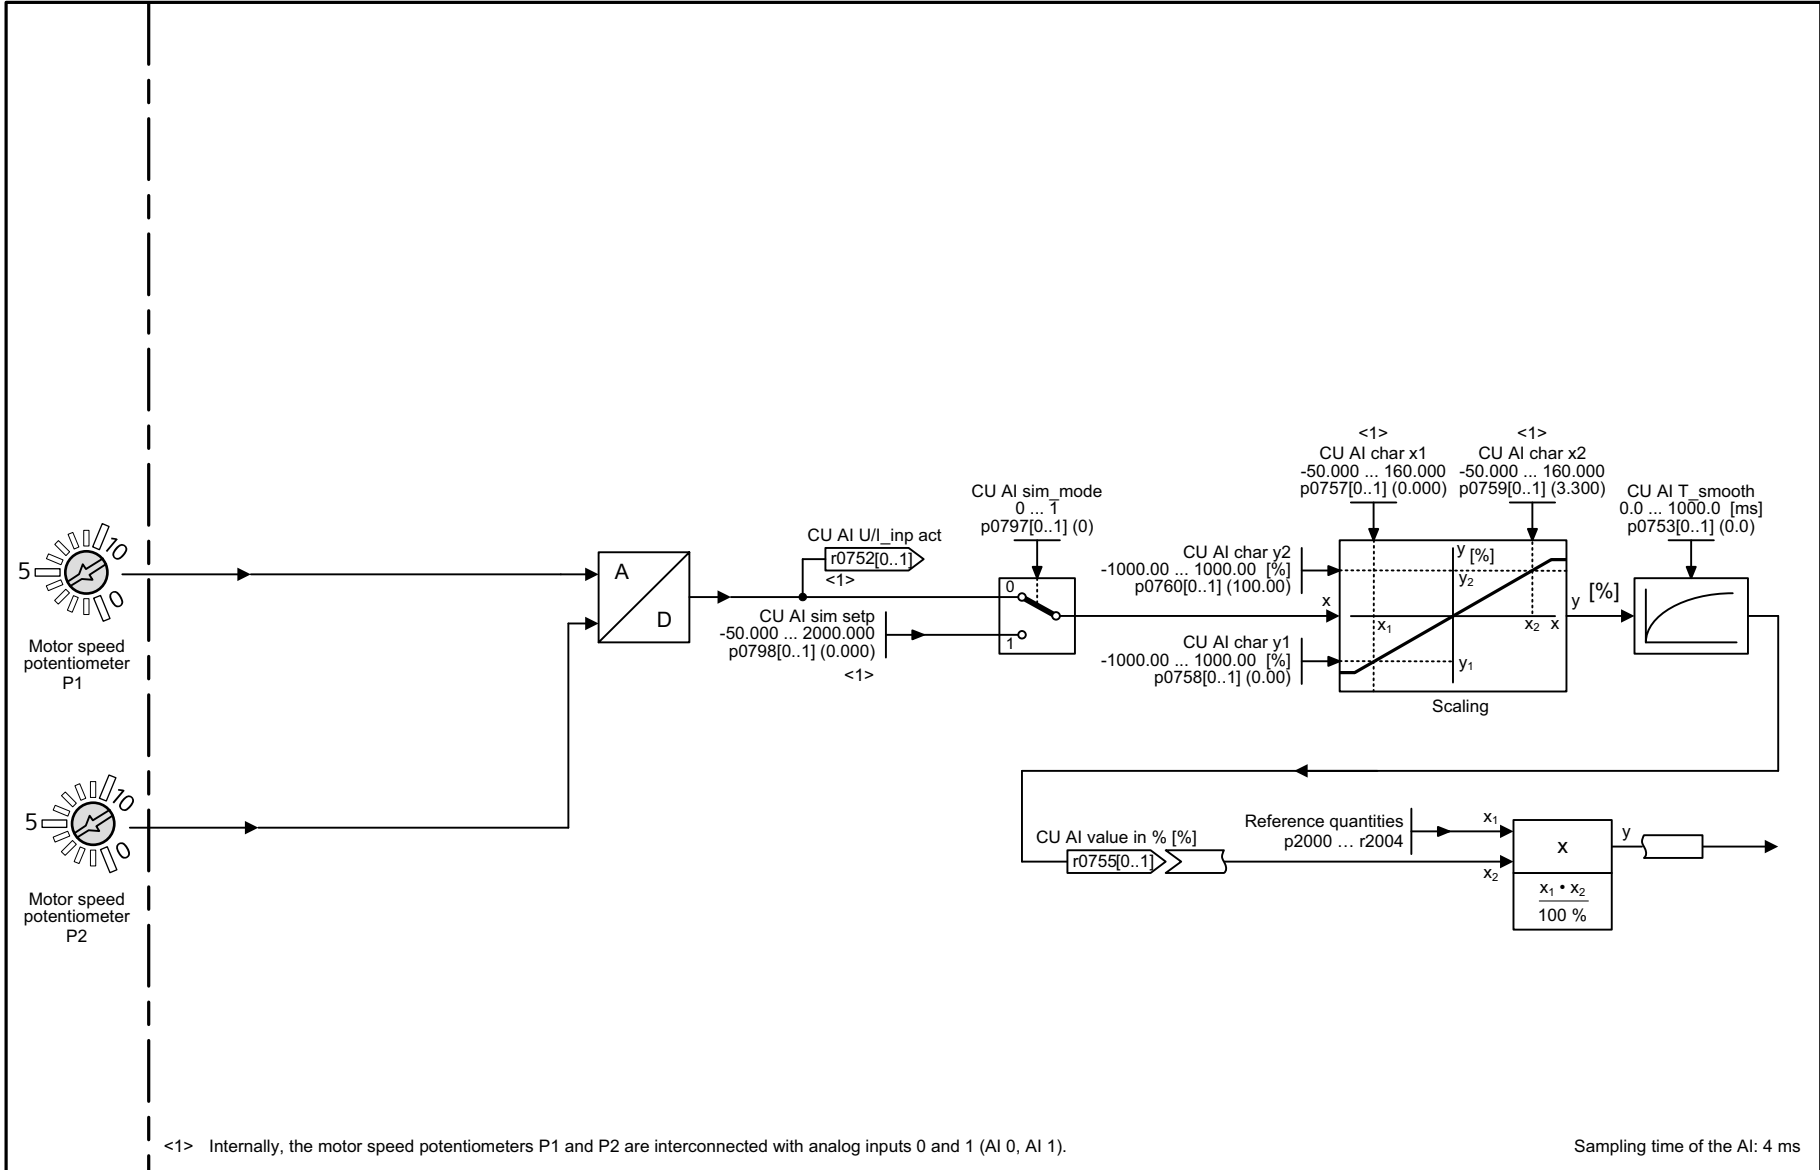 <1>
<1>
CU AI char x1
CU AI char x2
-50.000 ... 160.000
-50.000 ... 160.000
p0757[0..1] (0.000)
p0759[0..1] (3.300)
CU AI T_smooth
0.0 ... 1000.0 [ms]
p0753[0..1] (0.0)
CU AI sim_mode
0 ... 1
p0797[0..1] (0)
CU AI U/I_inp act
r0752[0..1]
<1>
CU AI char y2
-1000.00 ... 1000.00 [%]
p0760[0..1] (100.00)
y [%]
y2
10
5
0
Motor speed
potentiometer
P1
A
D
0
1
CU AI sim setp
-50.000 ... 2000.000
p0798[0..1] (0.000)
<1>
x
x1
x2
x
y
[%]
CU AI char y1
-1000.00 ... 1000.00 [%]
p0758[0..1] (0.00)
y1
Scaling
10
5
0
Motor speed
potentiometer
P2
Reference quantities
p2000 ... r2004
x1
CU AI value in % [%]
r0755[0..1]
x2
x
y
x1 • x2
100 %
<1> Internally, the motor speed potentiometers P1 and P2 are interconnected with analog inputs 0 and 1 (AI 0, AI 1).
Sampling time of the AI: 4 ms